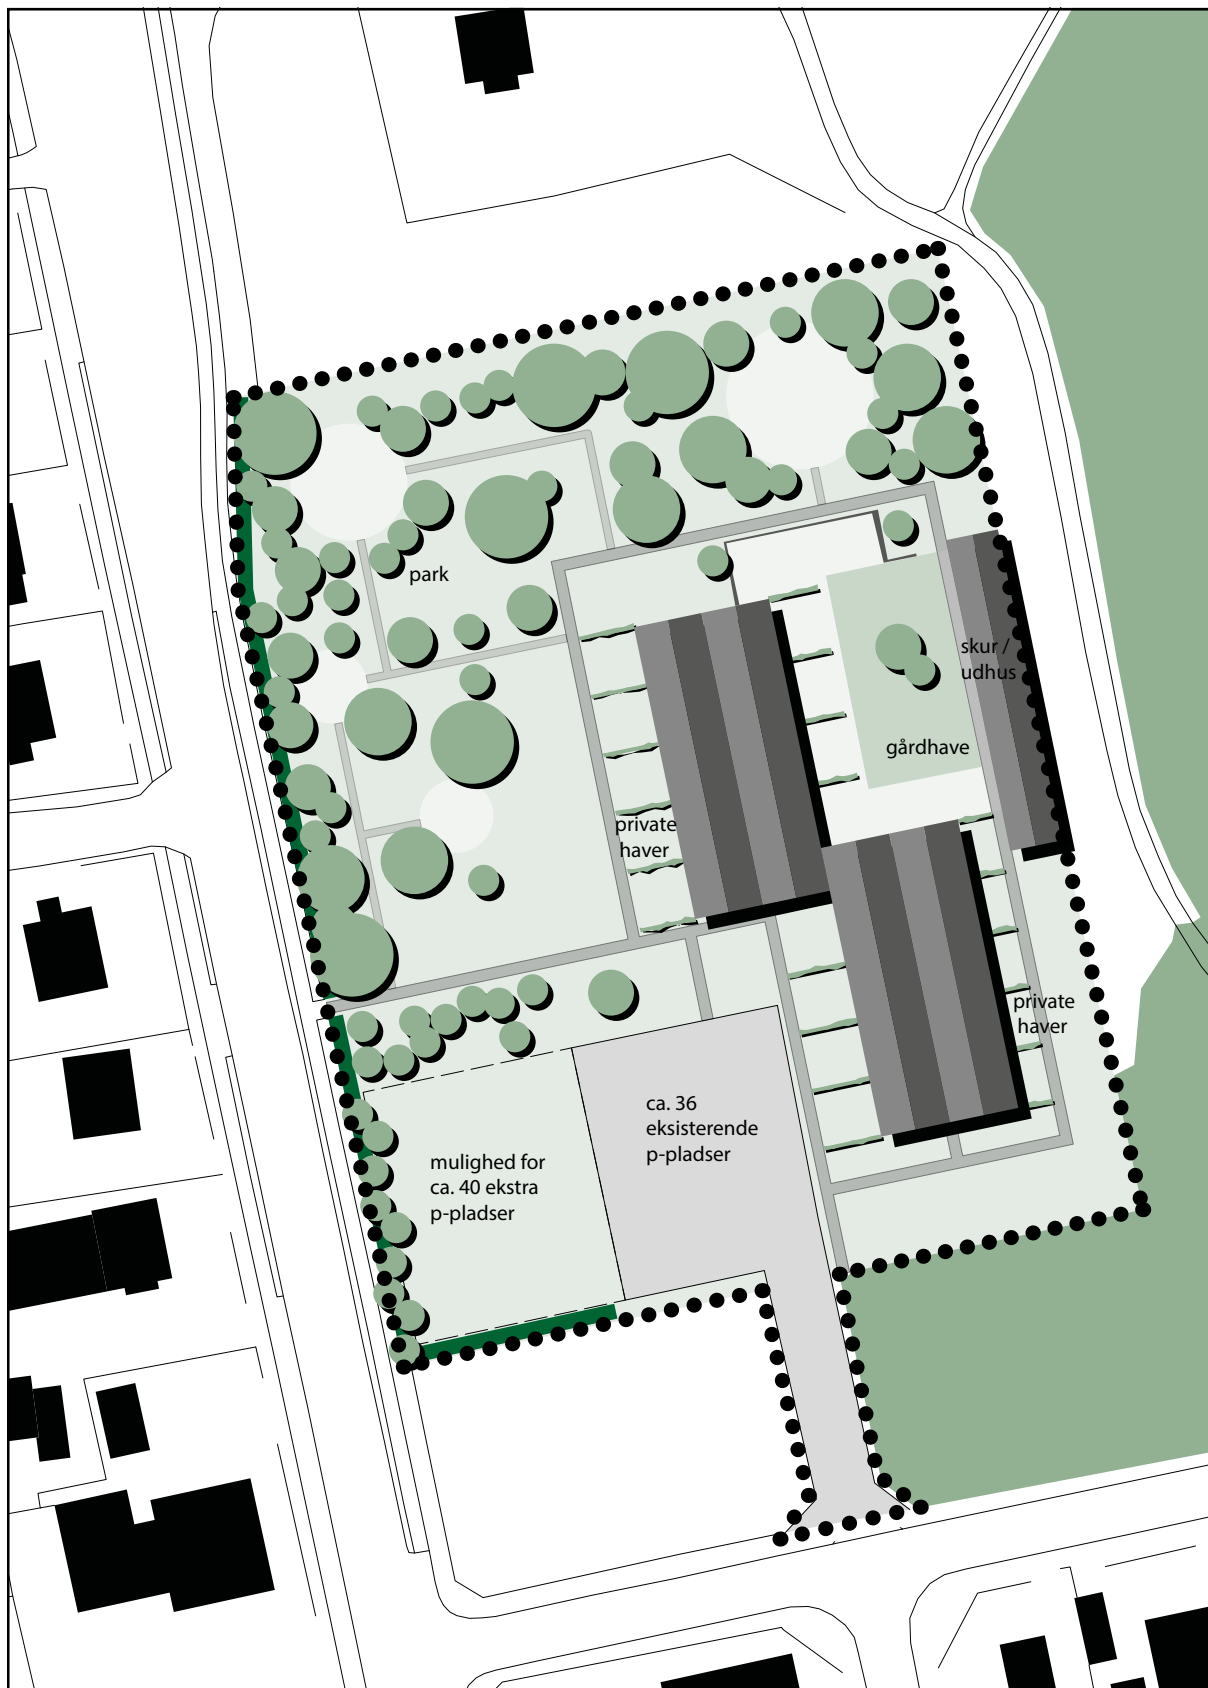 park
skur /
udhus
gårdhave
private
haver
private
haver
ca. 36
eksisterende
p-pladser
mulighed for
ca. 40 ekstra
p-pladser